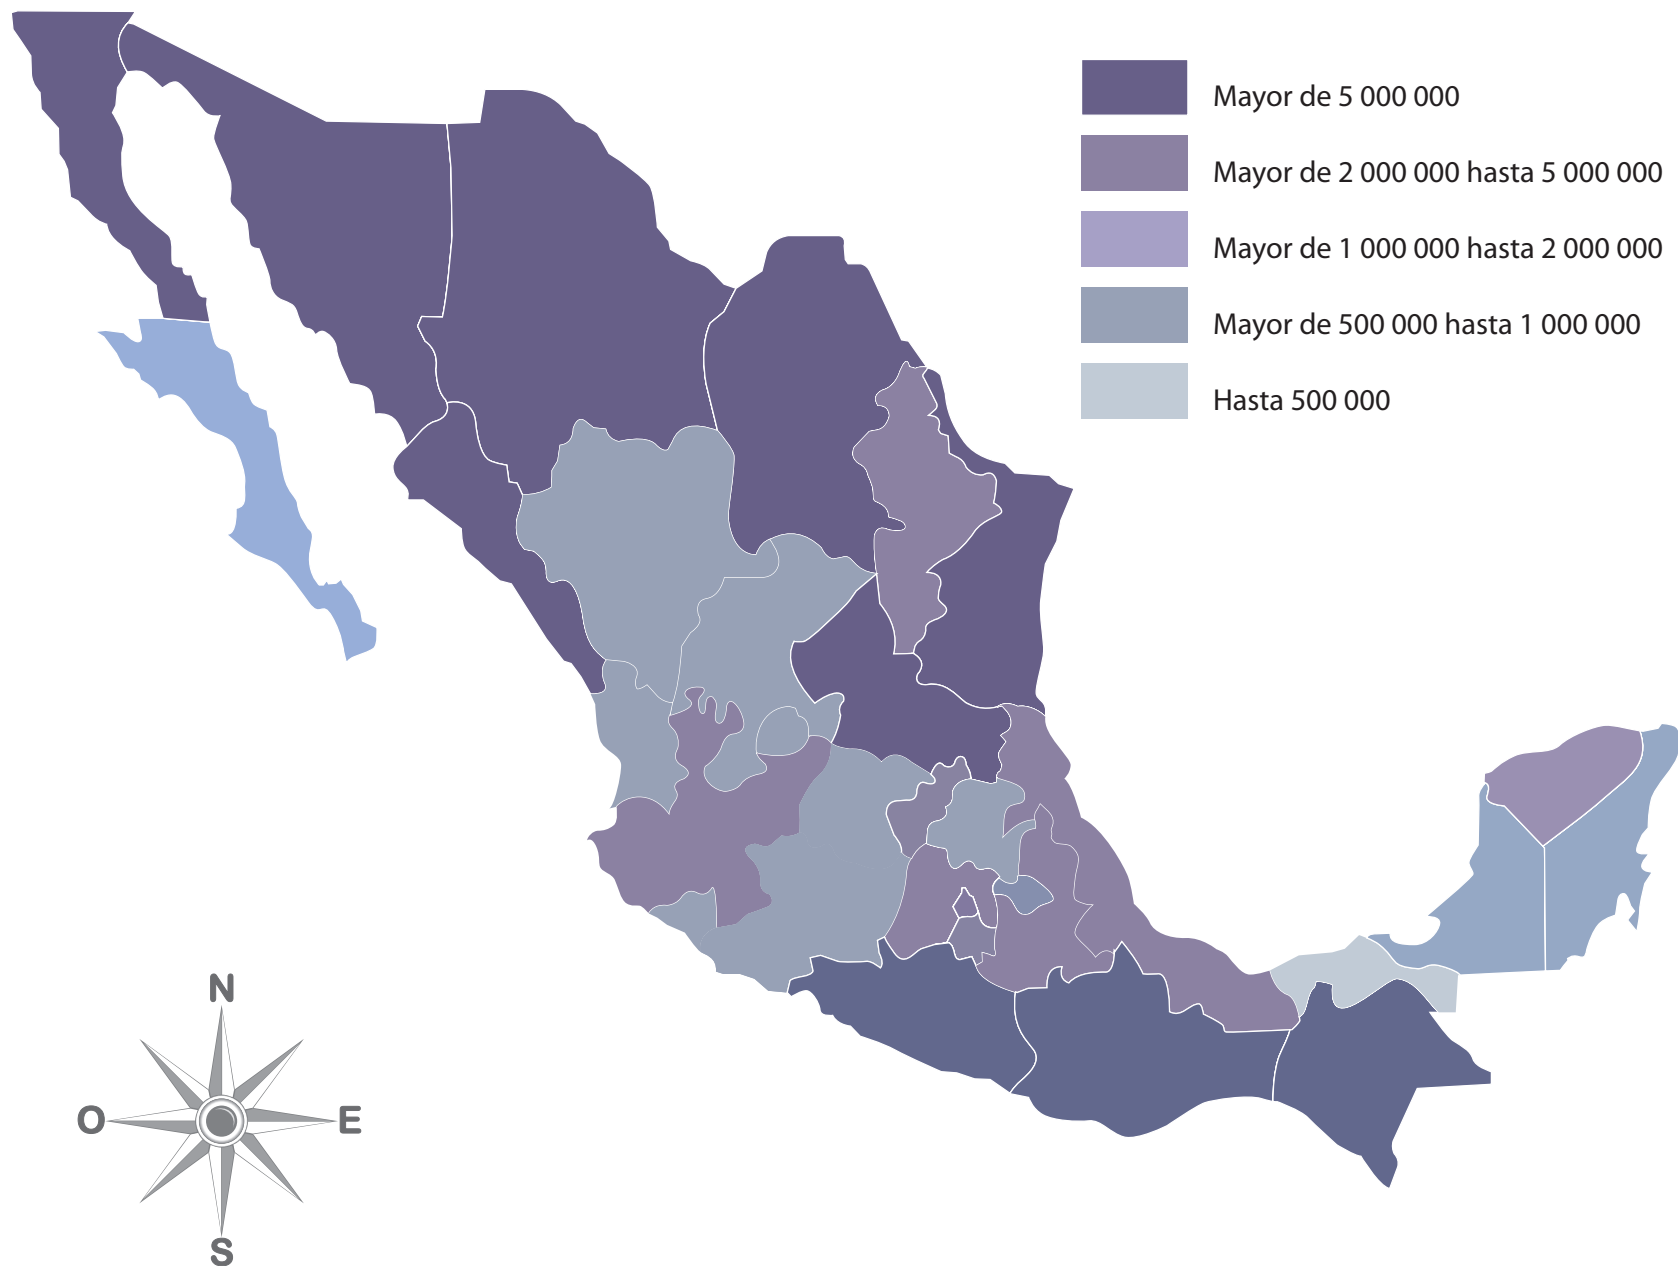 Mayor de 5 000 000
Mayor de 2 000 000 hasta 5 000 000
Mayor de 1 000 000 hasta 2 000 000
Mayor de 500 000 hasta 1 000 000
Hasta 500 000
N
O
E
S